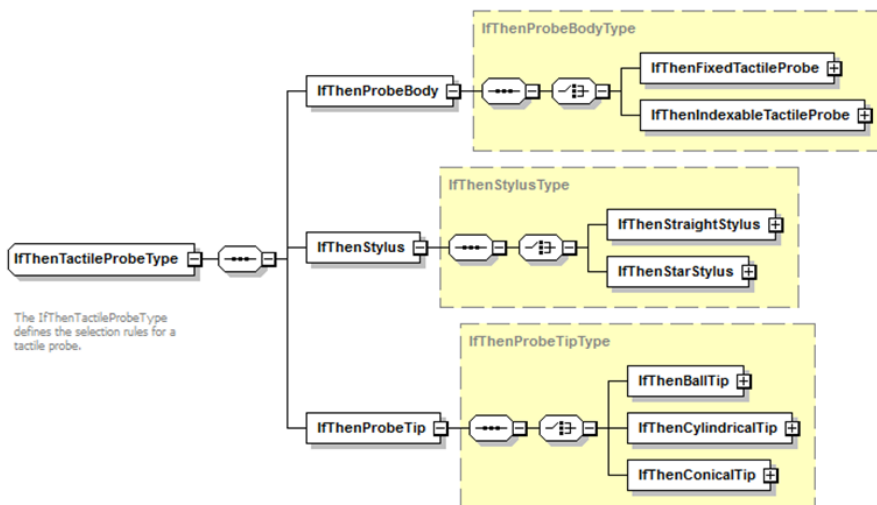 IfThenProbeBodyType
IfThenFixedTactileProbe
IfThenProbeBody
IfThenIndexableTactileProbe
IfThenStylusType
IfThenStraightStylus
IfThenStylus
IfThenTactileProbeType
IfThenStarStylus
The IfThenTactileProbeType
defines the selection rules for a
tactile probe.
IfThenProbeTipType
IfThenBallTip
IfThenProbeTip
IfThenCylindricalTip
IfThenConicalTip